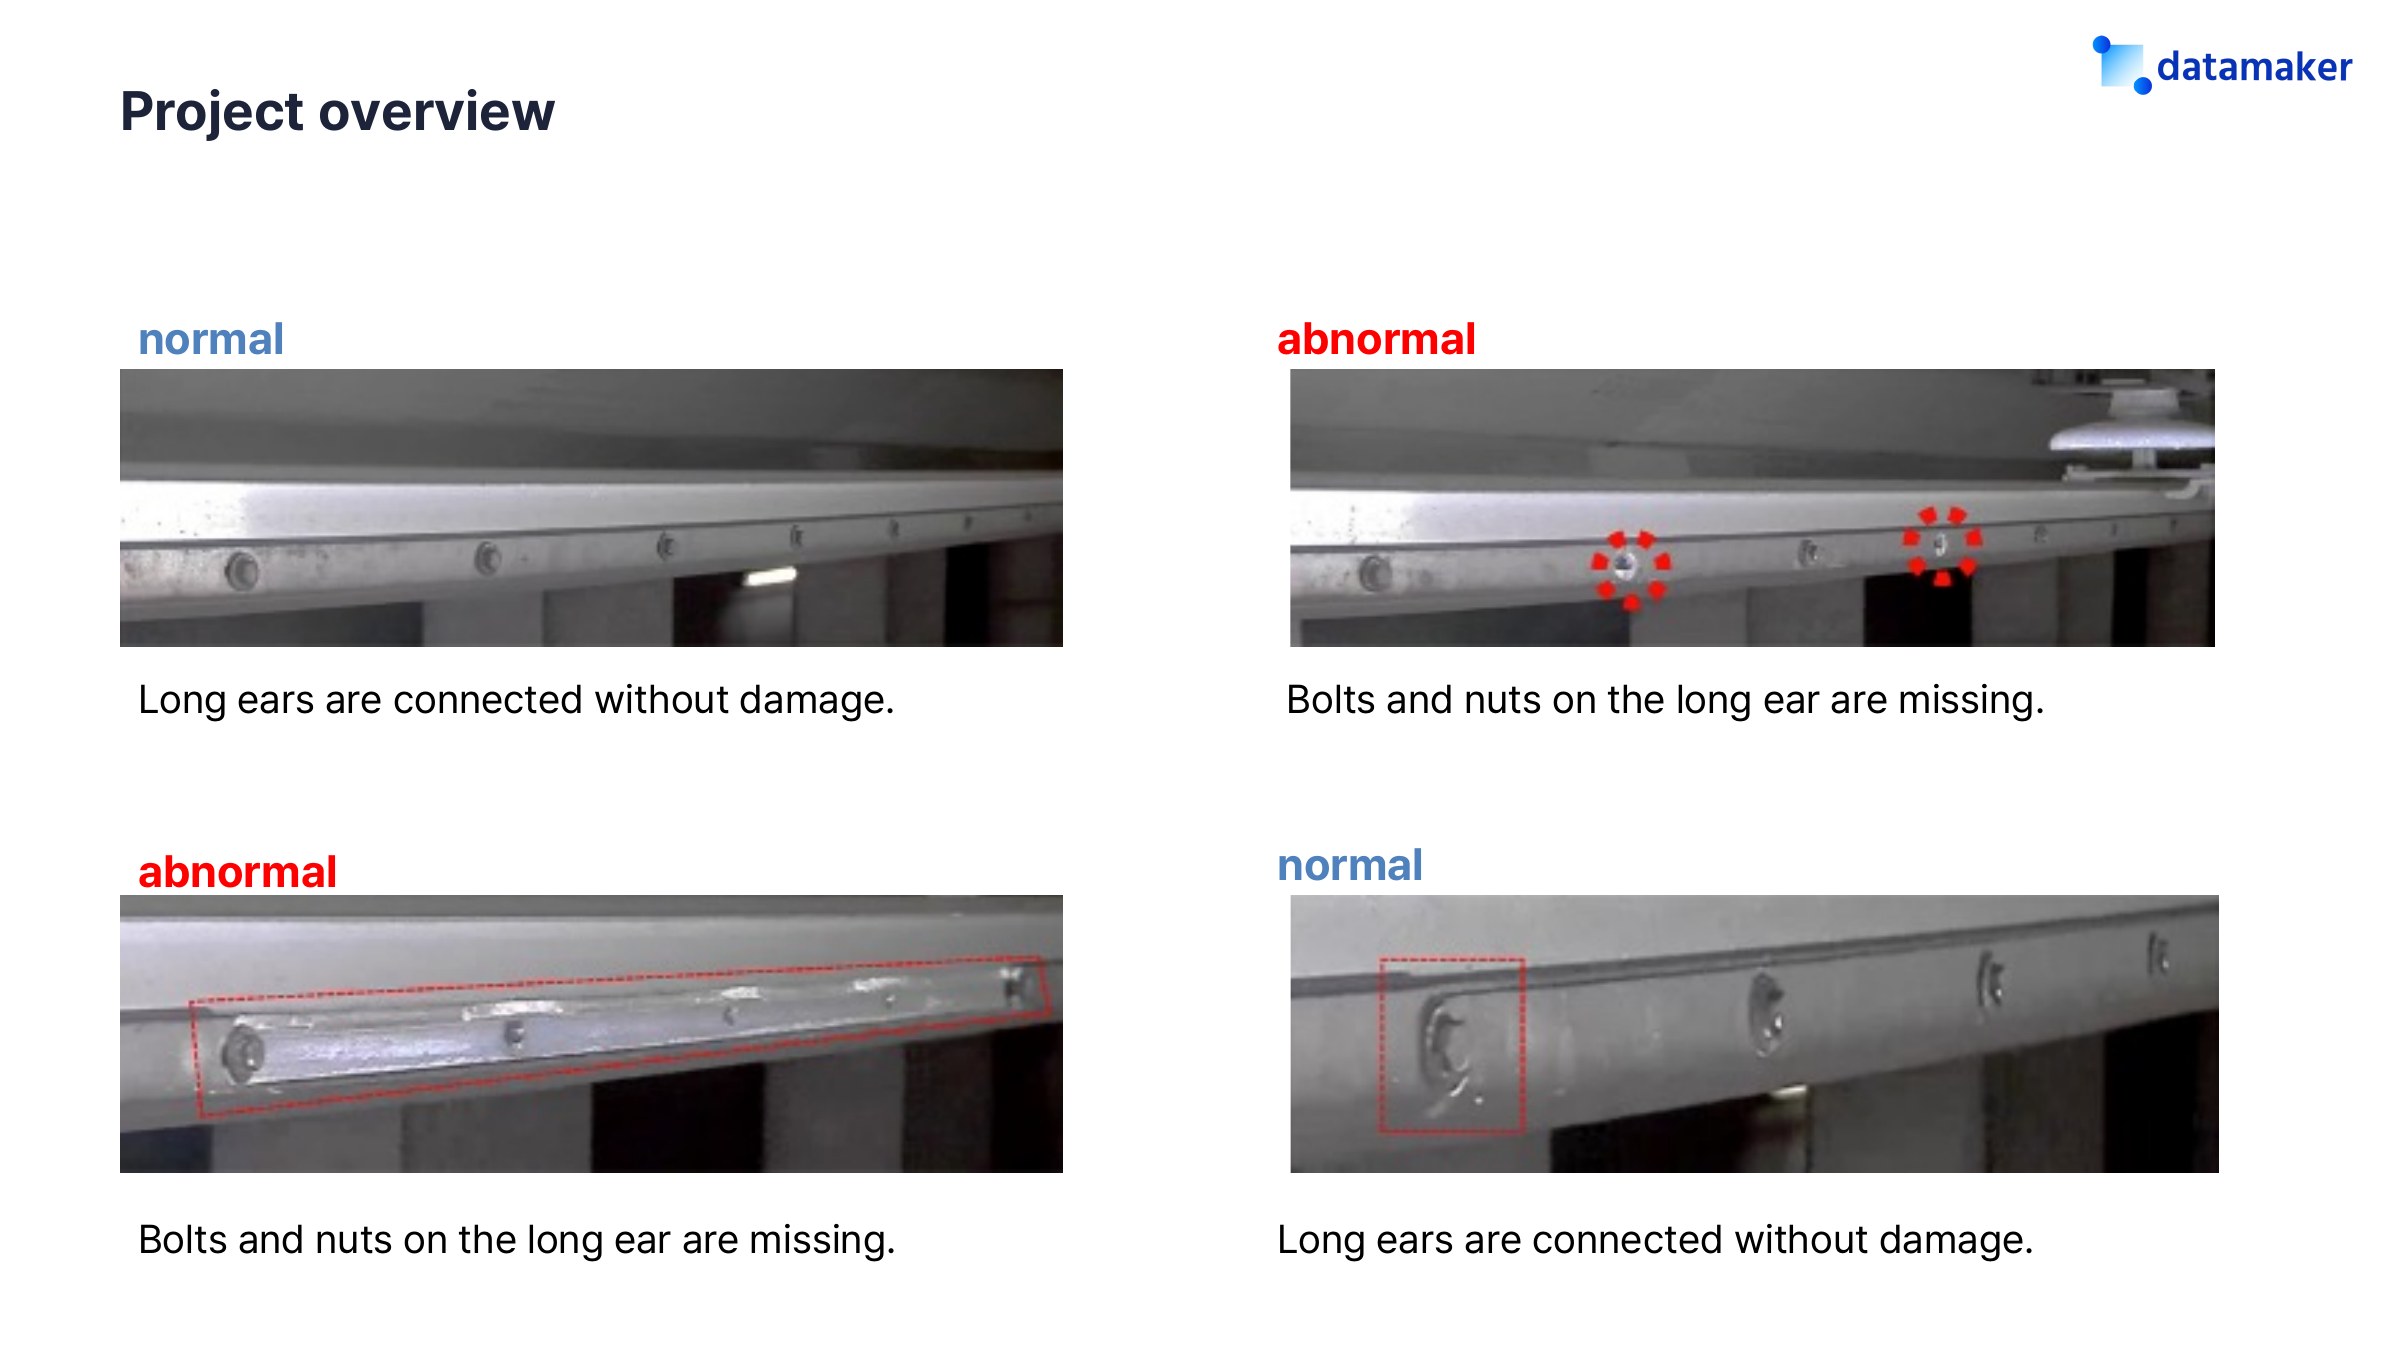 datamaker
Project overview
normal
abnormal
Long ears are connected without damage.
Bolts and nuts on the long ear are missing.
abnormal
normal
Bolts and nuts on the long ear are missing.
Long ears are connected without damage.